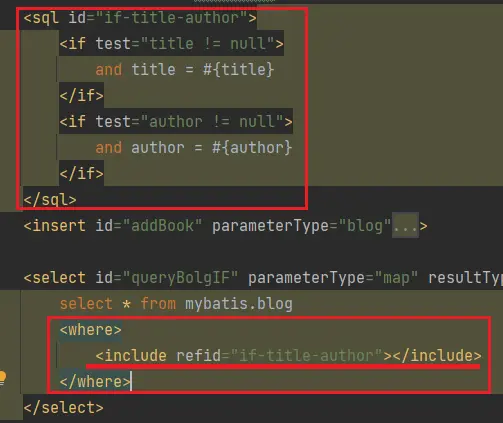 <sql id="if-title-author">
<if test="title != null">
and title = #{title}
</if>
<if test="author != null">
and author = #{author}
</if>
</sql>
<insert id="addBook" parameterType="blog"...>
<select id="queryBolgIF" parameterType="map" resultTyp
select * from mybatis.blog
<where>
<include refid="if-title-author"></include>
</where>
</select>